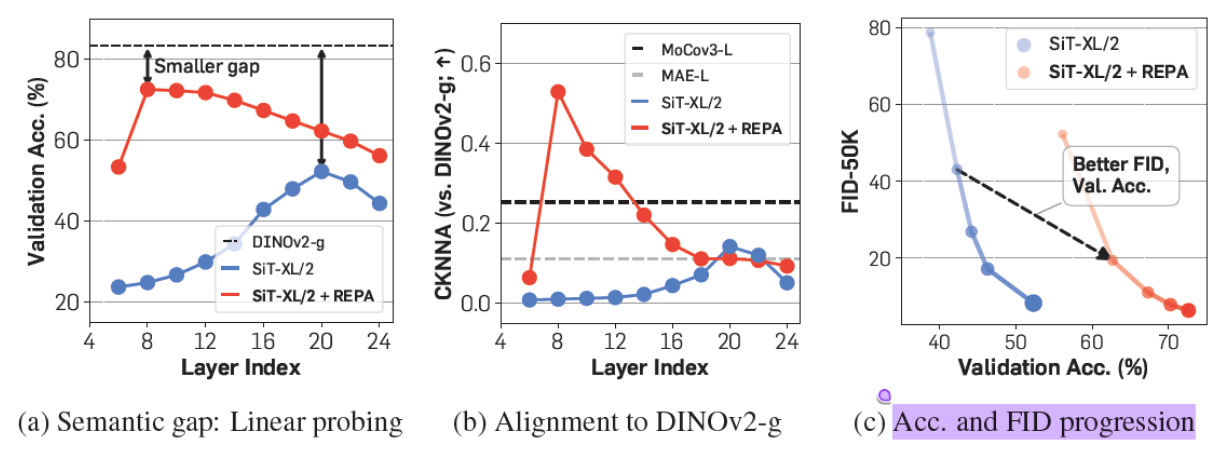 Validation Acc. (%)
80
60
40
20
Smaller gap
DINOv2-g
SiT-XL/2
SiT-XL/2 + REPA
4 8 12 16 20 24
Layer Index
(a) Semantic gap: Linear probing
CKNNA (vs. DINOv2-g; ↑)
0.6
0.4
0.2
0.0
MoCov3-L
MAE-L
SiT-XL/2
SiT-XL/2 + REPA
4 8 12 16 20 24
Layer Index
(b) Alignment to DINOv2-g
FID-50K
80
60
40
20
SiT-XL/2
SiT-XL/2 + REPA
Better FID,
Val. Acc.
40 50 60 70
Validation Acc. (%)
(c) Acc. and FID progression